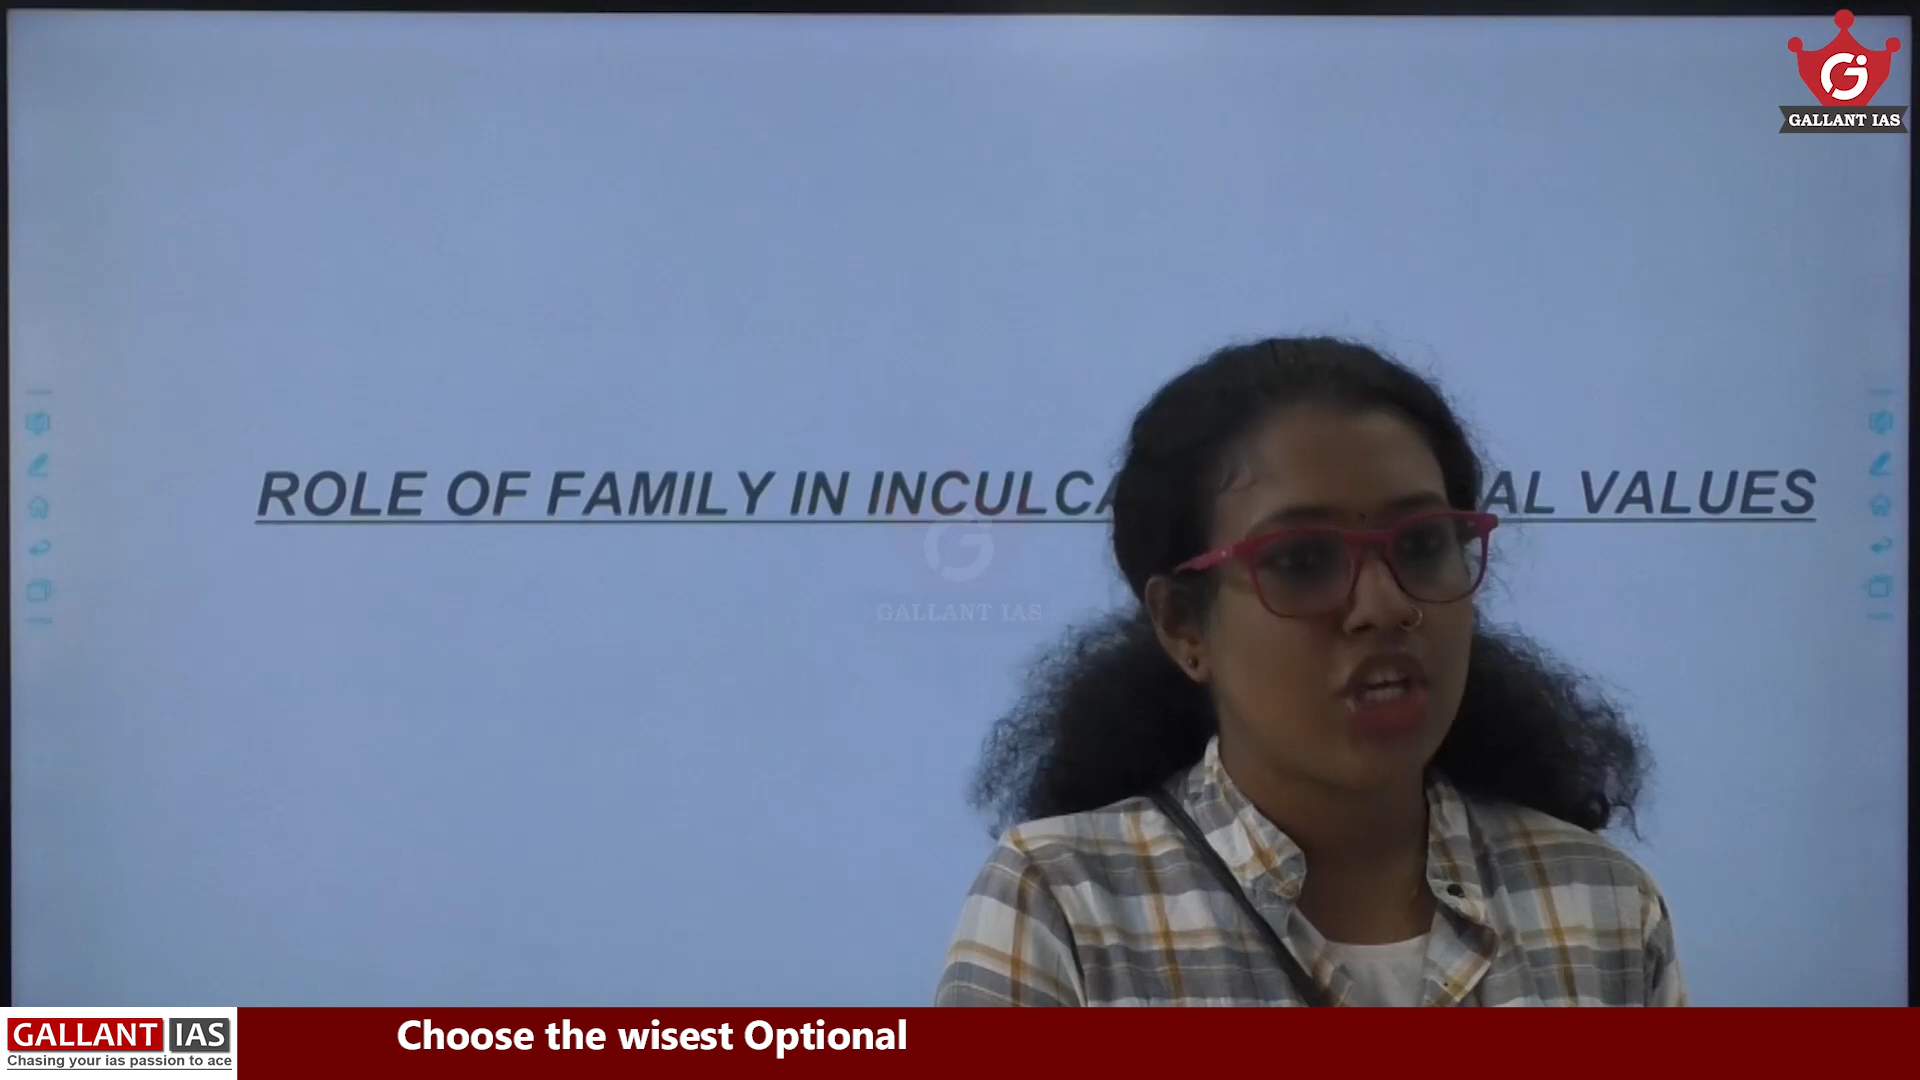 GALLANT IAS
ROLE OF FAMILY IN INCULCA AL VALUES
GALLANT IAS
GALLANT IAS
Chasing your ias passion to ace
Choose the wisest Optional